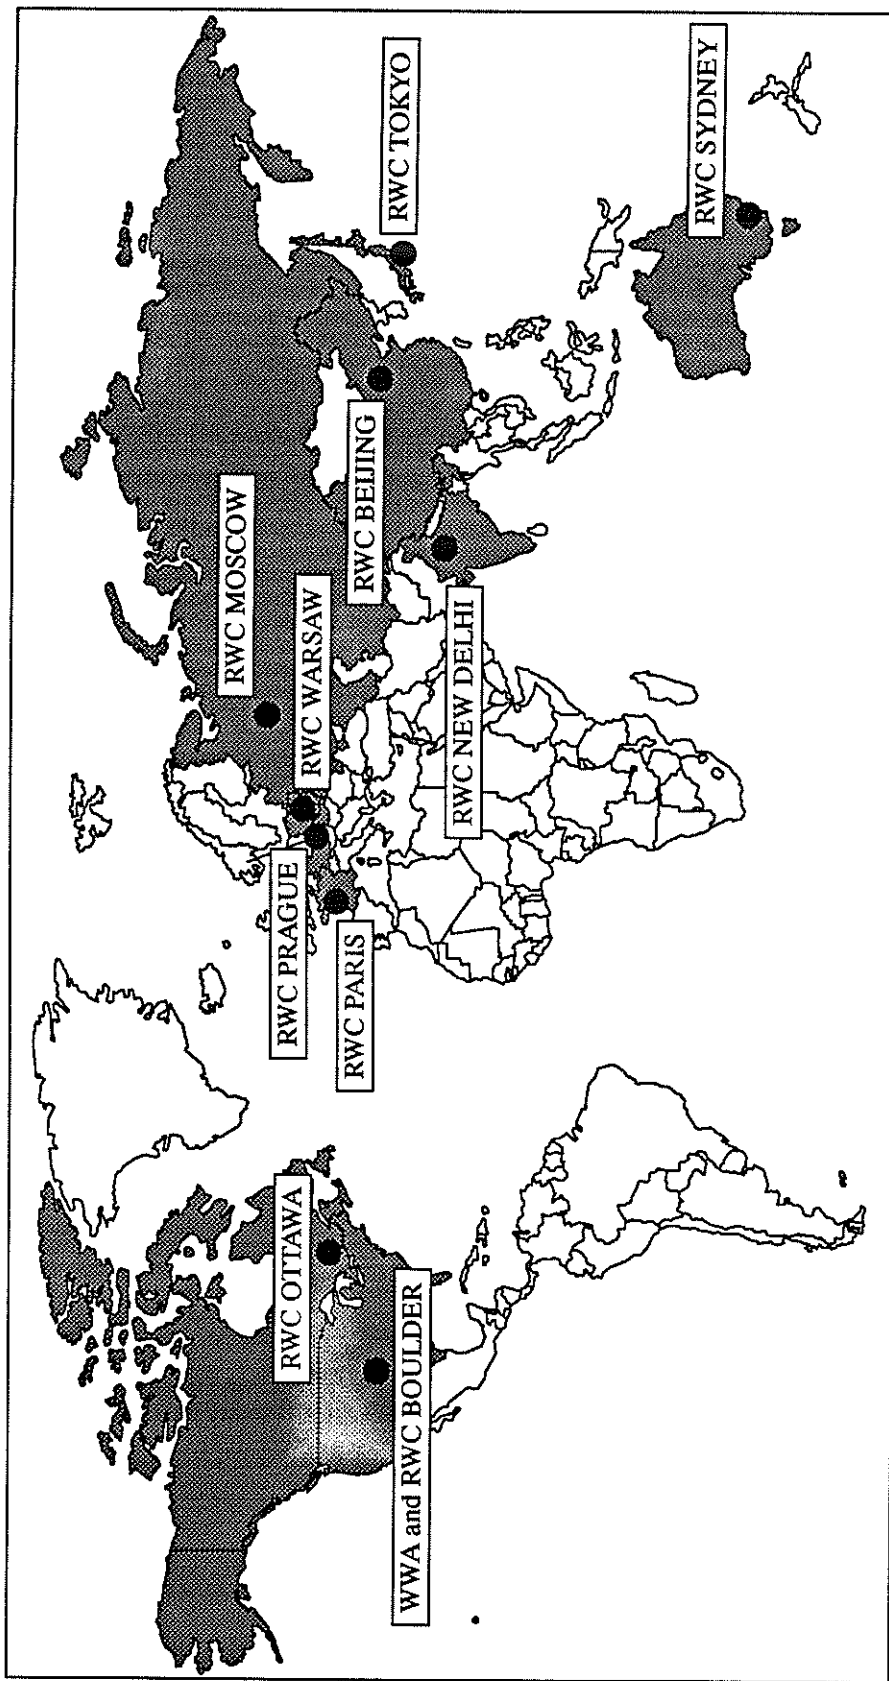 RWC MOSCOW
RWC WARSAW
RWC PRAGUE
RWC PARIS
RWC OTTAWA
WWA and RWC BOULDER
RWC BEIJING
RWC TOKYO
RWC NEW DELHI
RWC SYDNEY